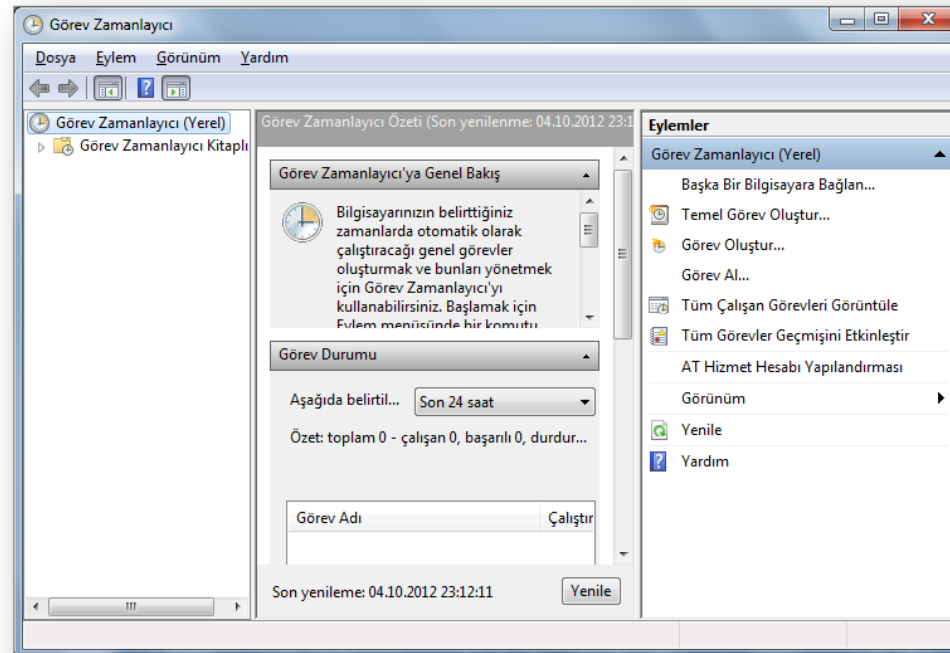 Görev Zamanlayıcı
Dosya Eylem Görünüm Yardım
Görev Zamanlayıcı (Yerel)
Görev Zamanlayıcı Kitaplı
Görev Zamanlayıcı Özeti (Son yenilenme: 04.10.2012 23:1
Görev Zamanlayıcı'ya Genel Bakış
Bilgisayarınızın belirttiğiniz
zamanlarda otomatik olarak
çalıştıracağı genel görevler
oluşturmak ve bunları yönetmek
için Görev Zamanlayıcı'yı
kullanabilirsiniz. Başlamak için
Eylem menüsünde bir komutu
Görev Durumu
Aşağıda belirtil... Son 24 saat
Özet: toplam 0 - çalışan 0, başarılı 0, durdur...
Görev Adı Çalıştır
Son yenileme: 04.10.2012 23:12:11 Yenile
Eylemler
Görev Zamanlayıcı (Yerel)
Başka Bir Bilgisayara Bağlan...
Temel Görev Oluştur...
Görev Oluştur...
Görev Al...
Tüm Çalışan Görevleri Görüntüle
Tüm Görevler Geçmişini Etkinleştir
AT Hizmet Hesabı Yapılandırması
Görünüm
Yenile
Yardım